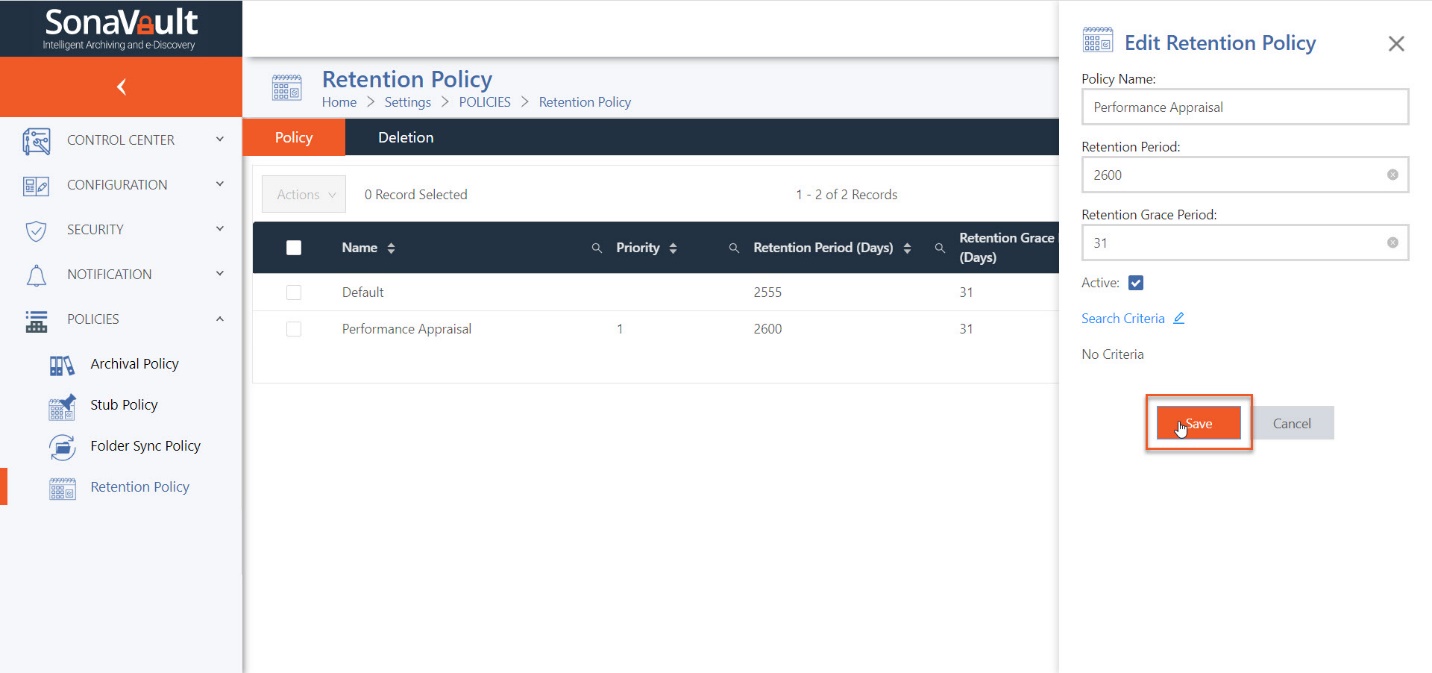 SonaVault
Intelligent Archiving and e-Discovery
CONTROL CENTER
CONFIGURATION
SECURITY
NOTIFICATION
POLICIES
Archival Policy
Stub Policy
Folder Sync Policy
Retention Policy
Retention Policy
Home > Settings > POLICIES > Retention Policy
Policy Deletion
Actions 0 Record Selected 1 - 2 of 2 Records
Name Priority Retention Period (Days) Retention Grace
(Days)
Default 2555 31
Performance Appraisal 1 2600 31
Edit Retention Policy
Policy Name:
Performance Appraisal
Retention Period:
2600
Retention Grace Period:
31
Active:
Search Criteria
No Criteria
Save Cancel